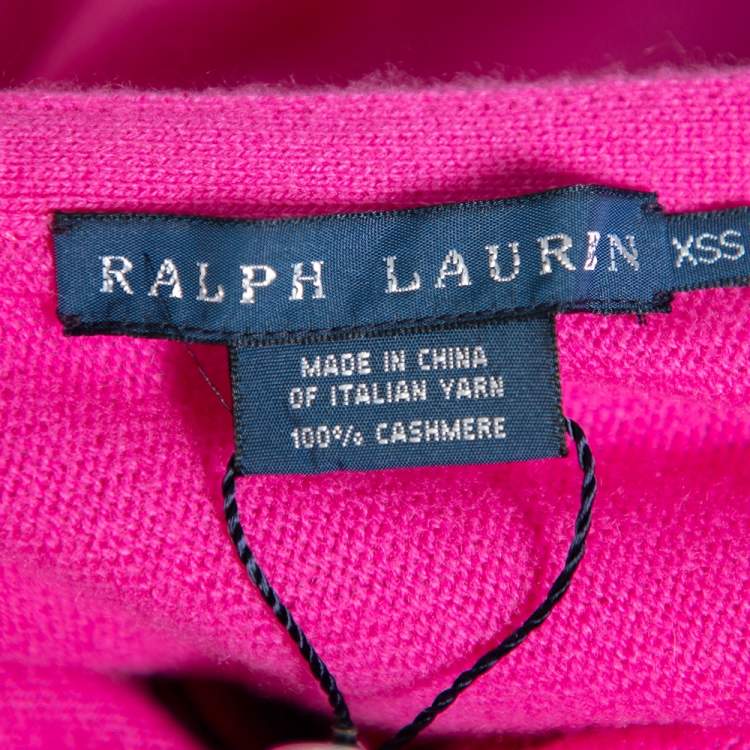 RALPH LAURIN
XSS
MADE IN CHINA
OF ITALIAN YARN
100% CASHMERE